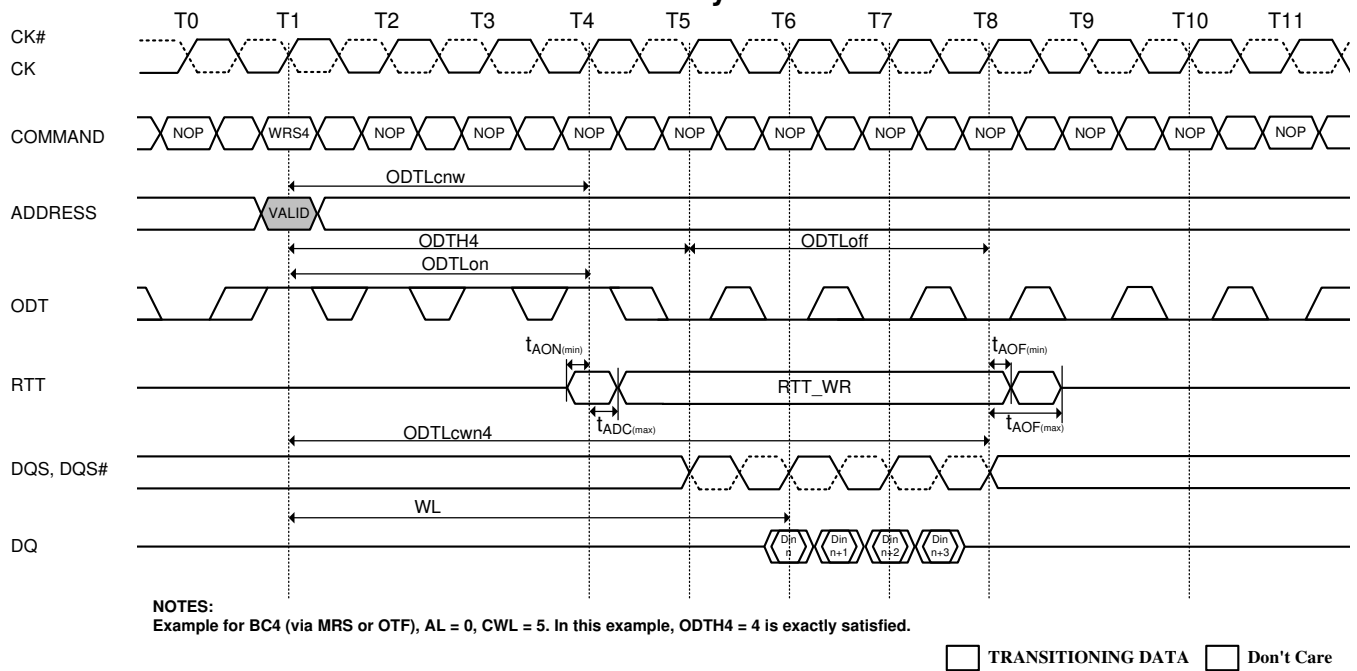 T0 T1 T2 T3 T4 T5 T6 T7 T8 T9 T10 T11
CK#
CK
COMMAND NOP WRS4 NOP NOP NOP NOP NOP NOP NOP NOP NOP NOP
ODTLcnw
ADDRESS VALID
ODTH4 ODTLoff
ODTLon
ODT
tAON(min) tAOF(min)
RTT RTT_WR
tADC(max) tAOF(max)
ODTLcwn4
DQS, DQS#
WL
DQ Din n Din n+1 Din n+2 Din n+3
NOTES:
Example for BC4 (via MRS or OTF), AL = 0, CWL = 5. In this example, ODTH4 = 4 is exactly satisfied.
TRANSITIONING DATA Don't Care